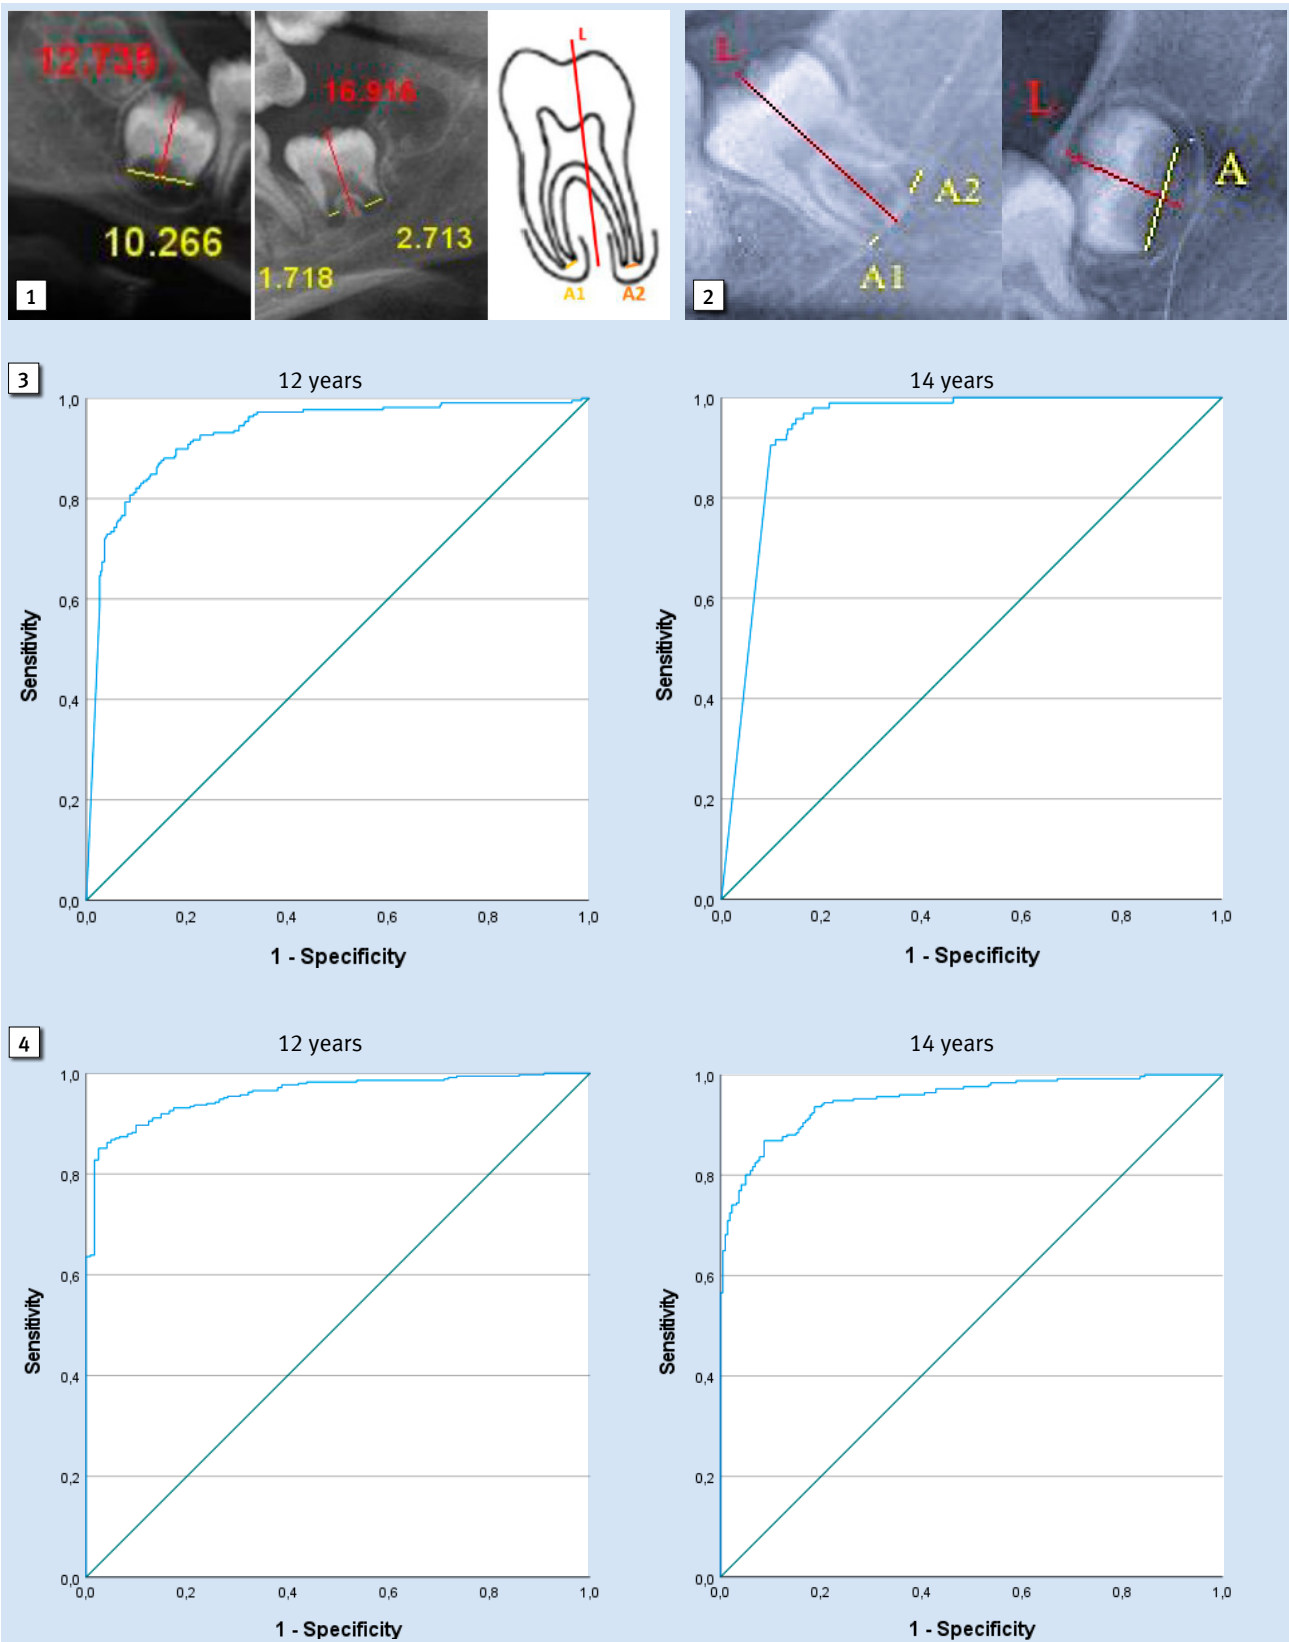 12.738
10.266
1
16.916
2.713
1.718
L
A1
A2
L
A2
A1
2
L
A
3
12 years
1,0
0,8
0,6
0,4
0,2
0,0
Sensitivity
0,0 0,2 0,4 0,6 0,8 1,0
1 - Specificity
14 years
1,0
0,8
0,6
0,4
0,2
0,0
Sensitivity
0,0 0,2 0,4 0,6 0,8 1,0
1 - Specificity
4
12 years
1,0
0,8
0,6
0,4
0,2
0,0
Sensitivity
0,0 0,2 0,4 0,6 0,8 1,0
1 - Specificity
14 years
1,0
0,8
0,6
0,4
0,2
0,0
Sensitivity
0,0 0,2 0,4 0,6 0,8 1,0
1 - Specificity